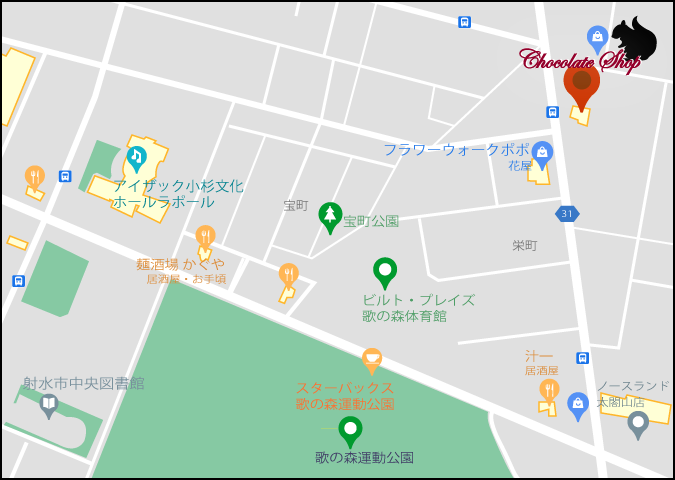 Chocolate Shop
フラワーウォークポポ
花屋
アイザック小杉文化
ホールラポール
宝町
宝町公園
31
栄町
麺酒場 かぐや
居酒屋・お手頃
ビルト・プレイズ
歌の森体育館
汁一
居酒屋
射水市中央図書館
スターバックス
歌の森運動公園
ノースランド
太閤山店
歌の森運動公園